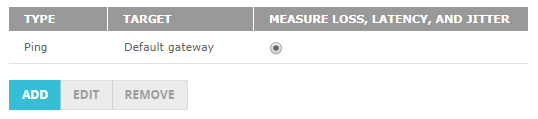 TYPE TARGET MEASURE LOSS, LATENCY, AND JITTER
Ping Default gateway
ADD EDIT REMOVE